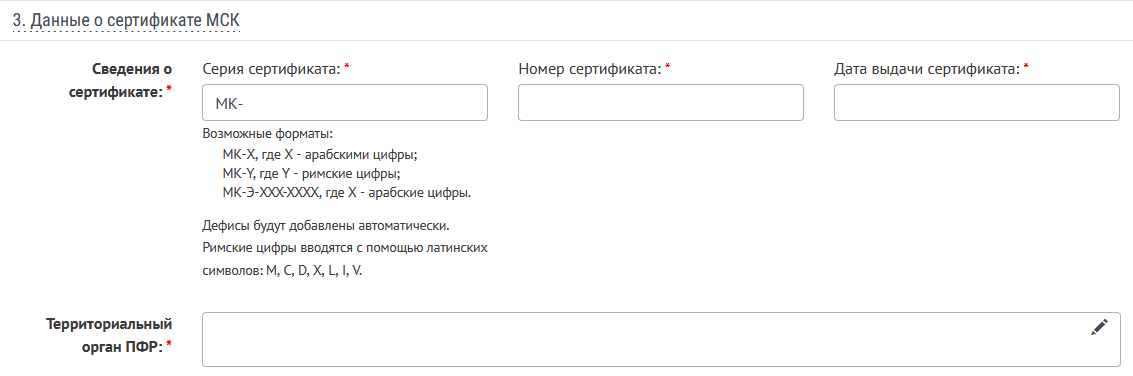 3. Данные о сертификате МСК
Сведения о сертификате: *
Серия сертификата: *
Номер сертификата: *
Дата выдачи сертификата: *
МК-
Возможные форматы:
МК-X, где X - арабскими цифры;
МК-Y, где Y - римские цифры;
МК-Э-XXX-XXXX, где X - арабские цифры.
Дефисы будут добавлены автоматически.
Римские цифры вводятся с помощью латинских
символов: M, C, D, X, L, I, V.
Территориальный
орган ПФР: *